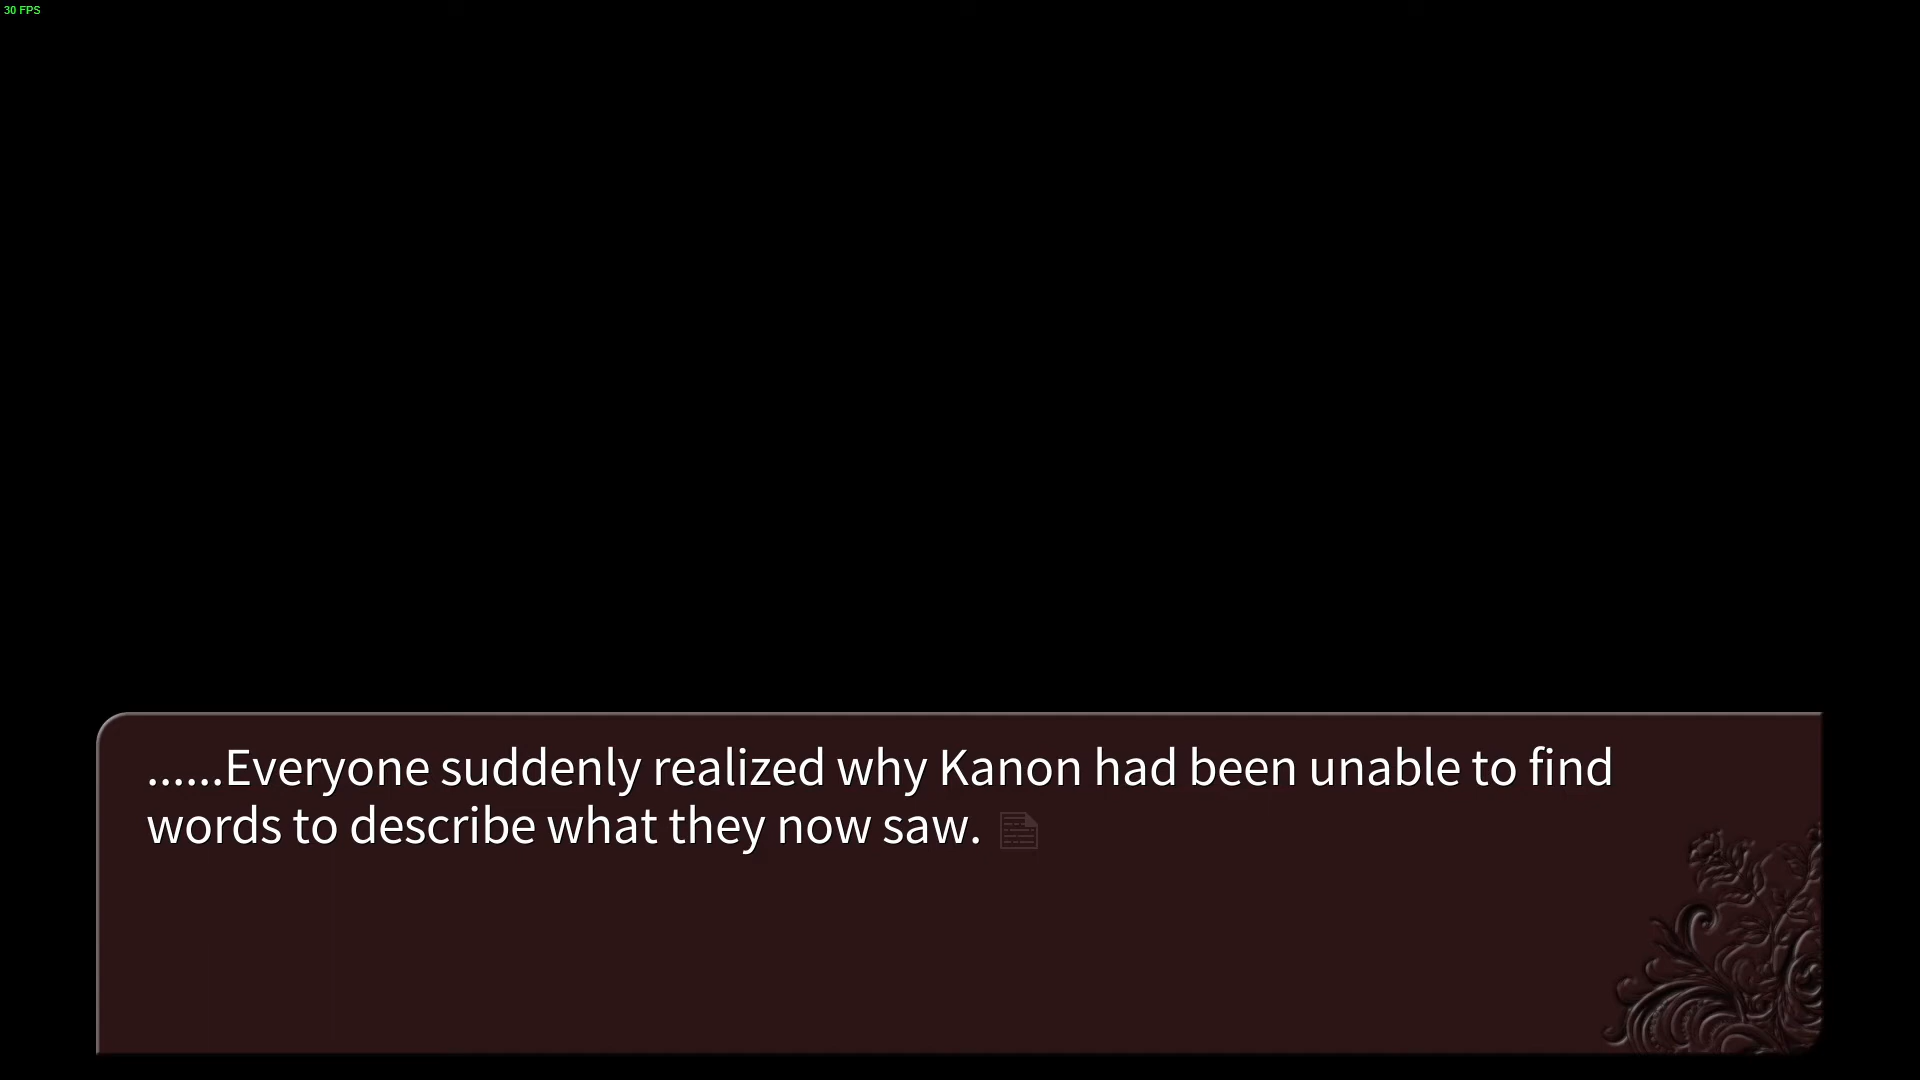 30 FPS
......Everyone suddenly realized why Kanon had been unable to find
words to describe what they now saw.